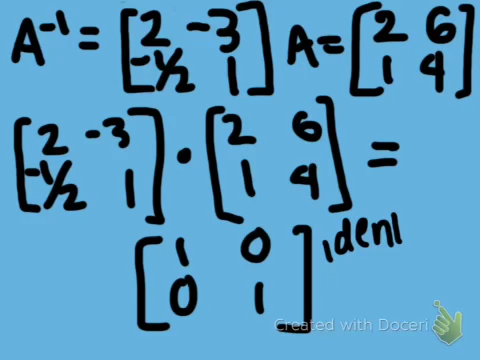 A⁻¹ = [2 -3; -1/2 1] A = [2 6; 1 4]
[2 -3; -1/2 1] · [2 6; 1 4] =
[1 0; 0 1] iden
Created with Doceri